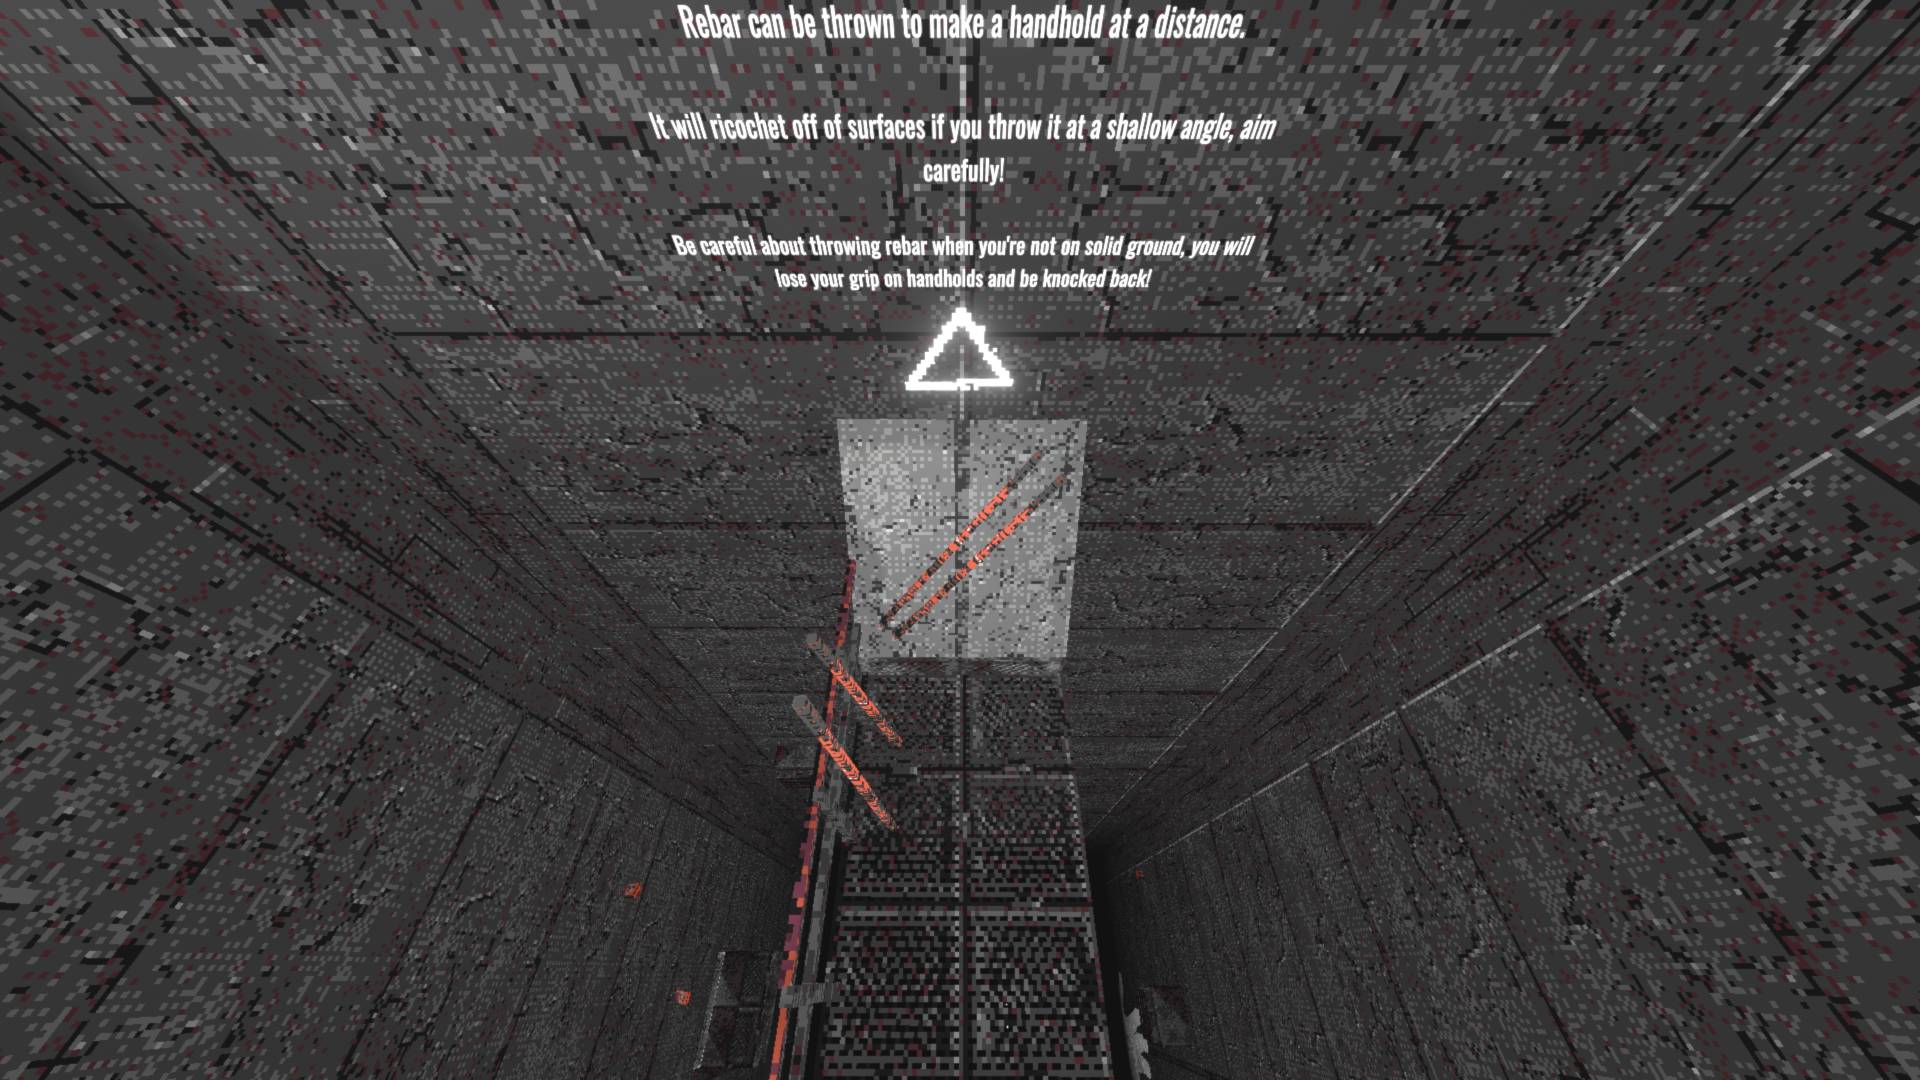 Rebar can be thrown to make a handhold at a distance.
It will ricochet off of surfaces if you throw it at a shallow angle, aim
carefully!
Be careful about throwing rebar when you're not on solid ground, you will
lose your grip on handholds and be knocked back!